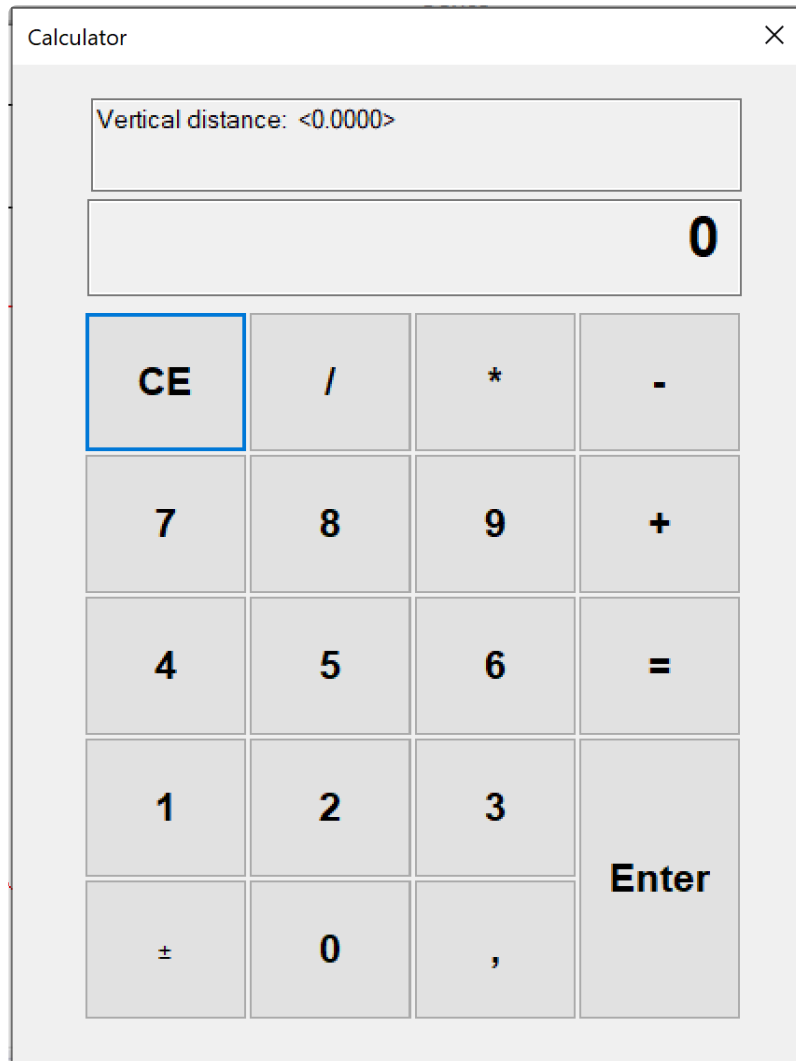 Calculator
Vertical distance: <0.0000>
0
CE / * -
7 8 9 +
4 5 6 =
1 2 3
Enter
± 0 ,